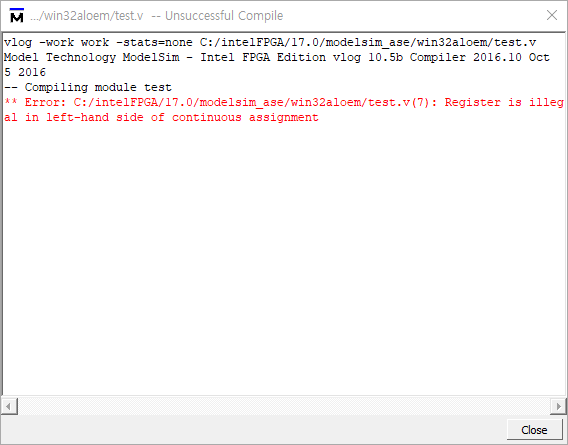 .../win32aloem/test.v -- Unsuccessful Compile
vlog -work work -stats=none C:/intelFPGA/17.0/modelsim_ase/win32aloem/test.v
Model Technology ModelSim - Intel FPGA Edition vlog 10.5b Compiler 2016.10 Oct
5 2016
-- Compiling module test
** Error: C:/intelFPGA/17.0/modelsim_ase/win32aloem/test.v(7): Register is illeg
al in left-hand side of continuous assignment
Close